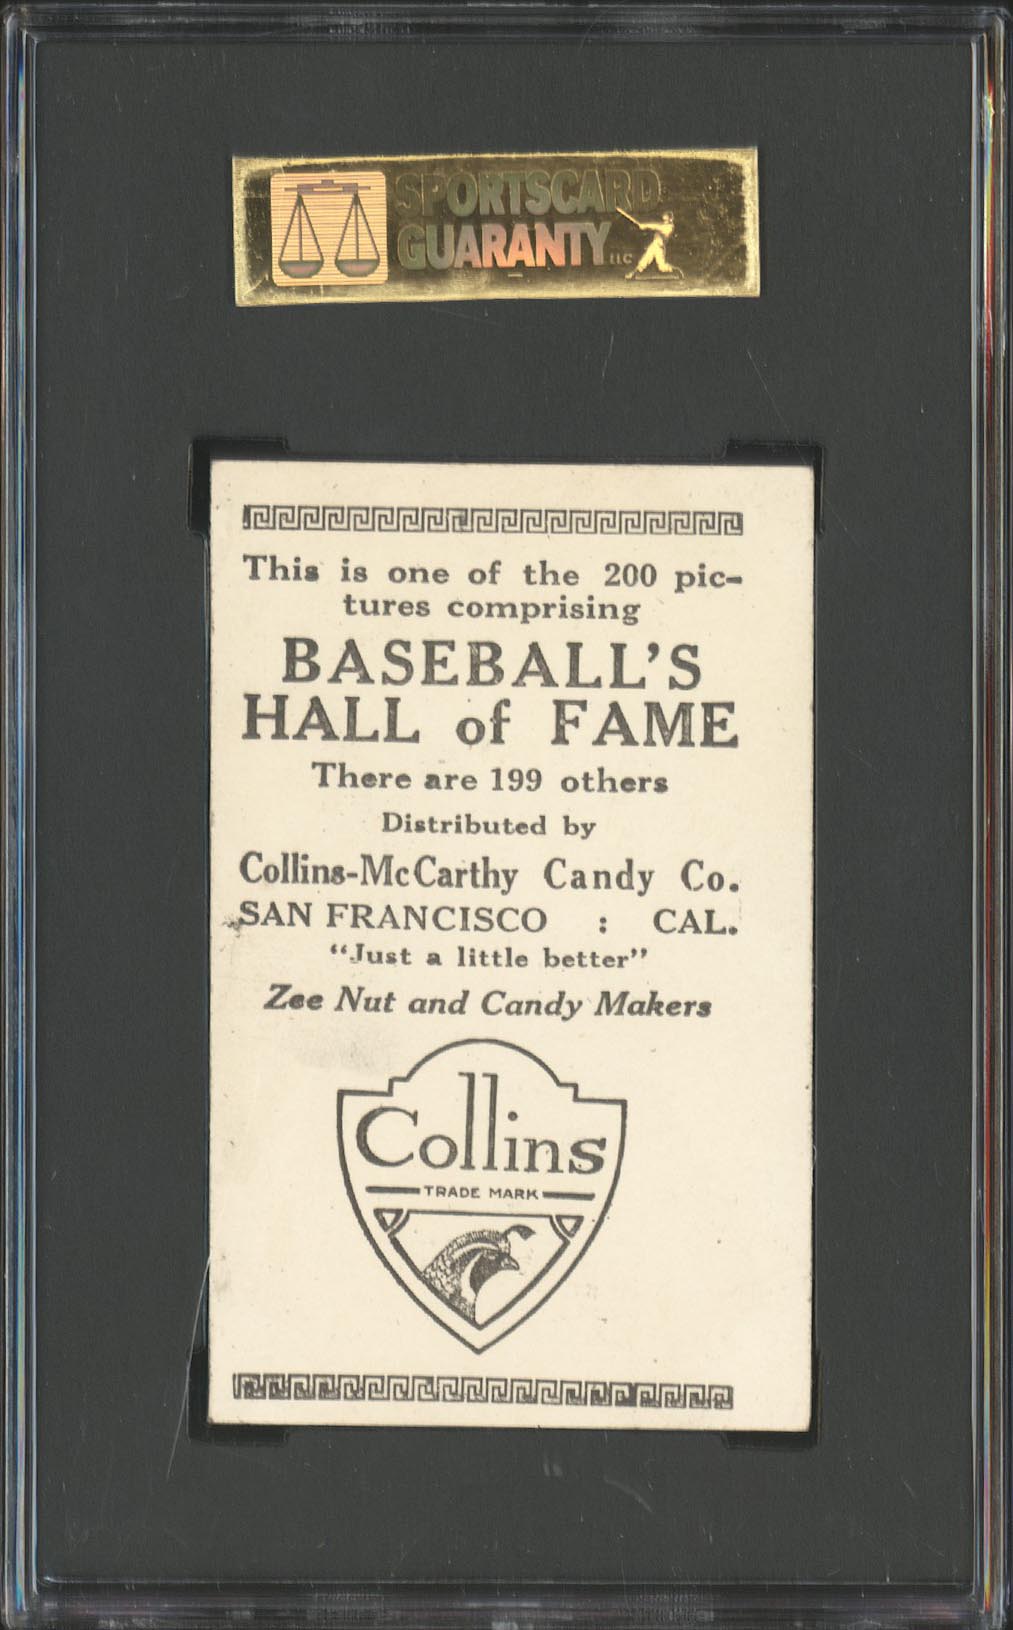 SPORTSCARD
GUARANTY LLC
This is one of the 200 pic-
tures comprising
BASEBALL'S
HALL of FAME
There are 199 others
Distributed by
Collins-McCarthy Candy Co.
SAN FRANCISCO : CAL.
"Just a little better"
Zee Nut and Candy Makers
Collins
TRADE MARK